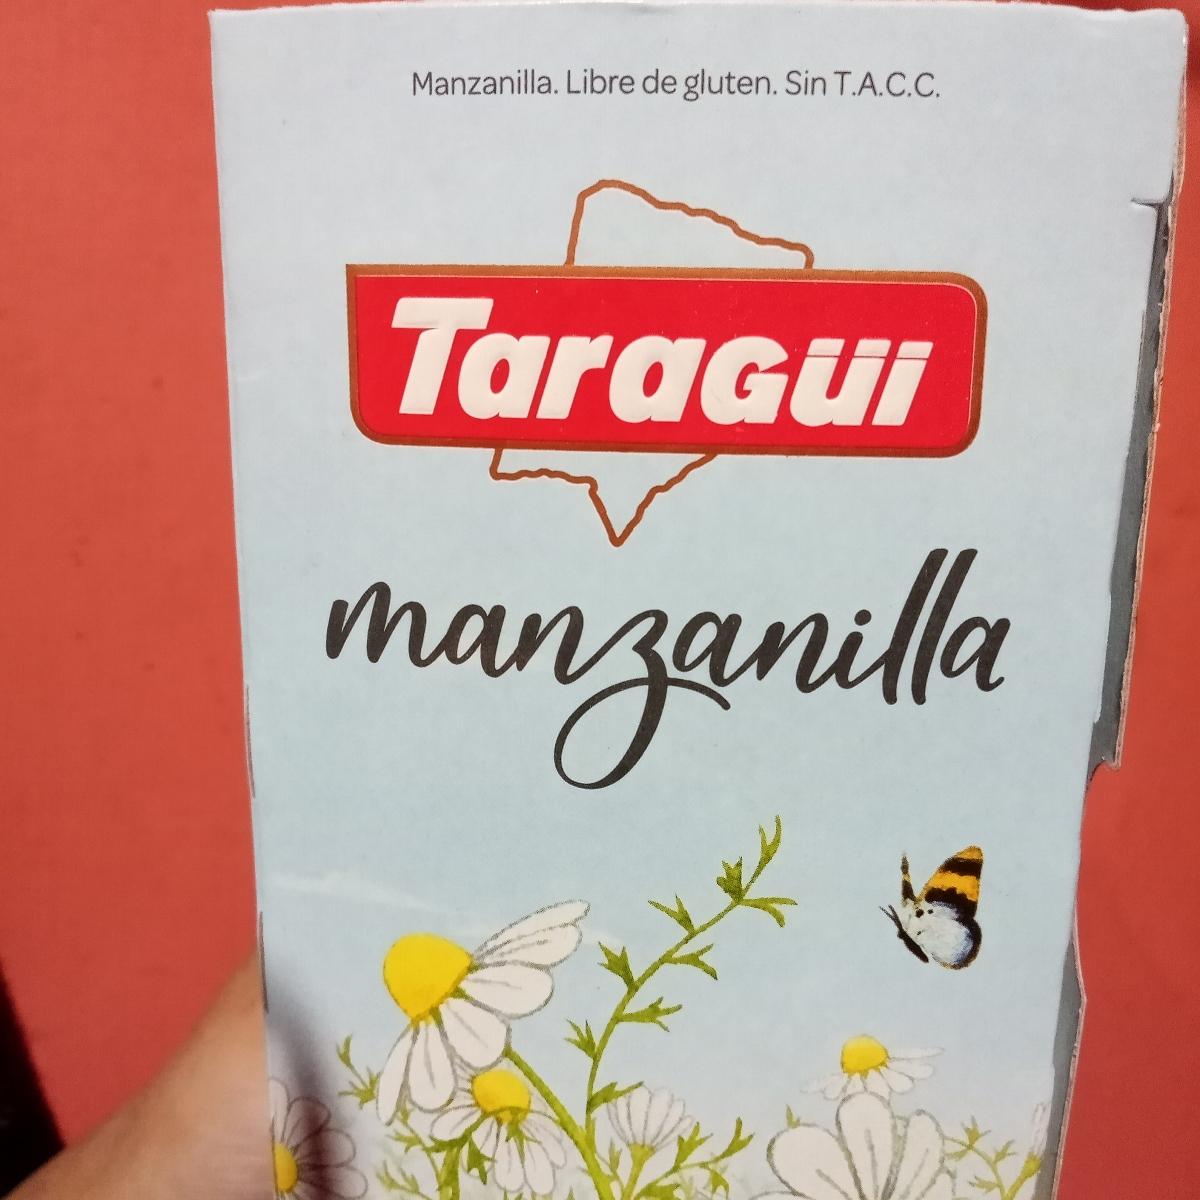 Manzanilla. Libre de gluten. Sin T.A.C.C.
Taragüi
manzanilla